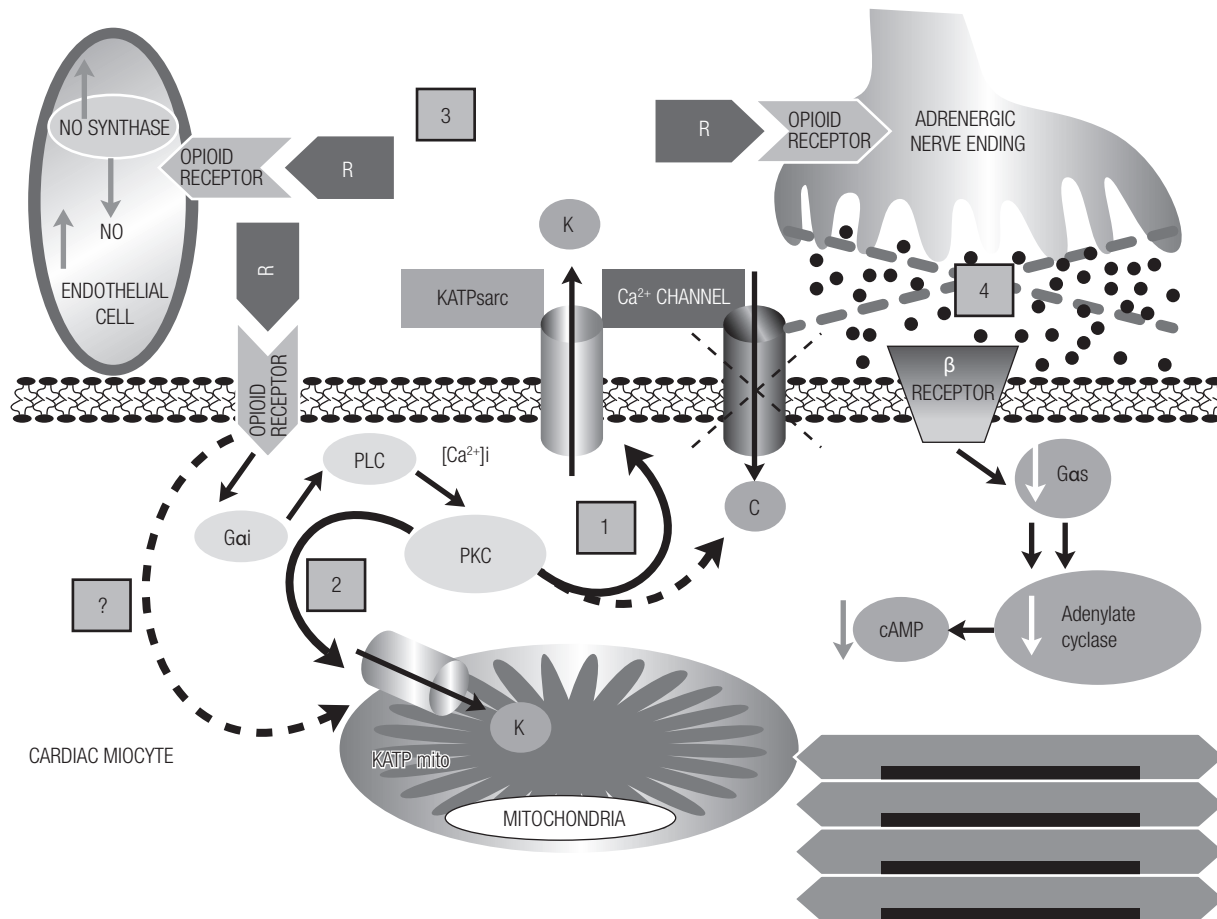 NO SYNTHASE
NO
ENDOTHELIAL
CELL
OPIOID
RECEPTOR
R
3
R
OPIOID
RECEPTOR
ADRENERGIC
NERVE ENDING
R
OPIOID
RECEPTOR
K
KATPsarc
Ca²⁺ CHANNEL
4
β
RECEPTOR
PLC
[Ca²⁺]i
Gαi
PKC
1
2
?
C
Gαs
Adenylate
cyclase
cAMP
K
KATP mito
MITOCHONDRIA
CARDIAC MIOCYTE